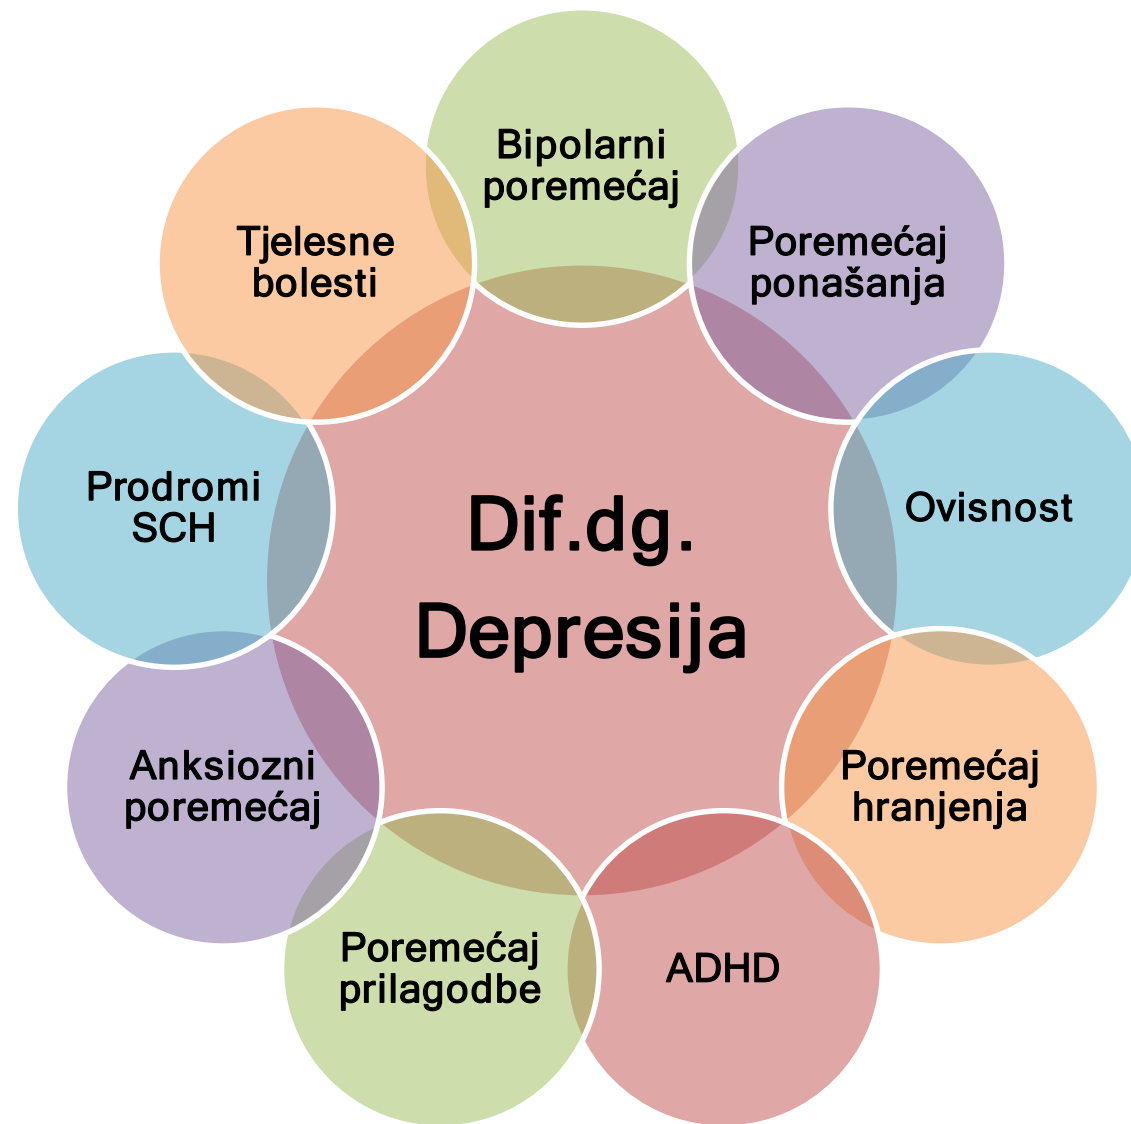 Bipolarni
poremećaj
Poremećaj
ponašanja
Ovisnost
Poremećaj
hranjenja
ADHD
Poremećaj
prilagodbe
Anksiozni
poremećaj
Prodromi
SCH
Tjelesne
bolesti
Dif.dg.
Depresija